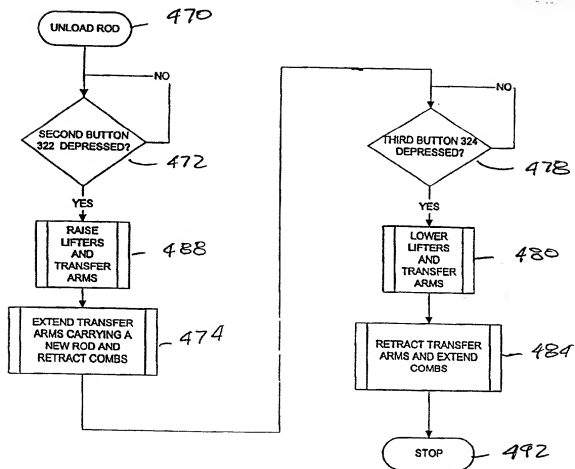 UNLOAD ROD
470
NO
SECOND BUTTON
322 DEPRESSED?
472
YES
RAISE
LIFTERS
AND
TRANSFER
ARMS
488
EXTEND TRANSFER
ARMS CARRYING A
NEW ROD AND
RETRACT COMBS
474
NO
THIRD BUTTON 324
DEPRESSED?
478
YES
LOWER
LIFTERS
AND
TRANSFER
ARMS
480
RETRACT TRANSFER
ARMS AND EXTEND
COMBS
484
STOP
492